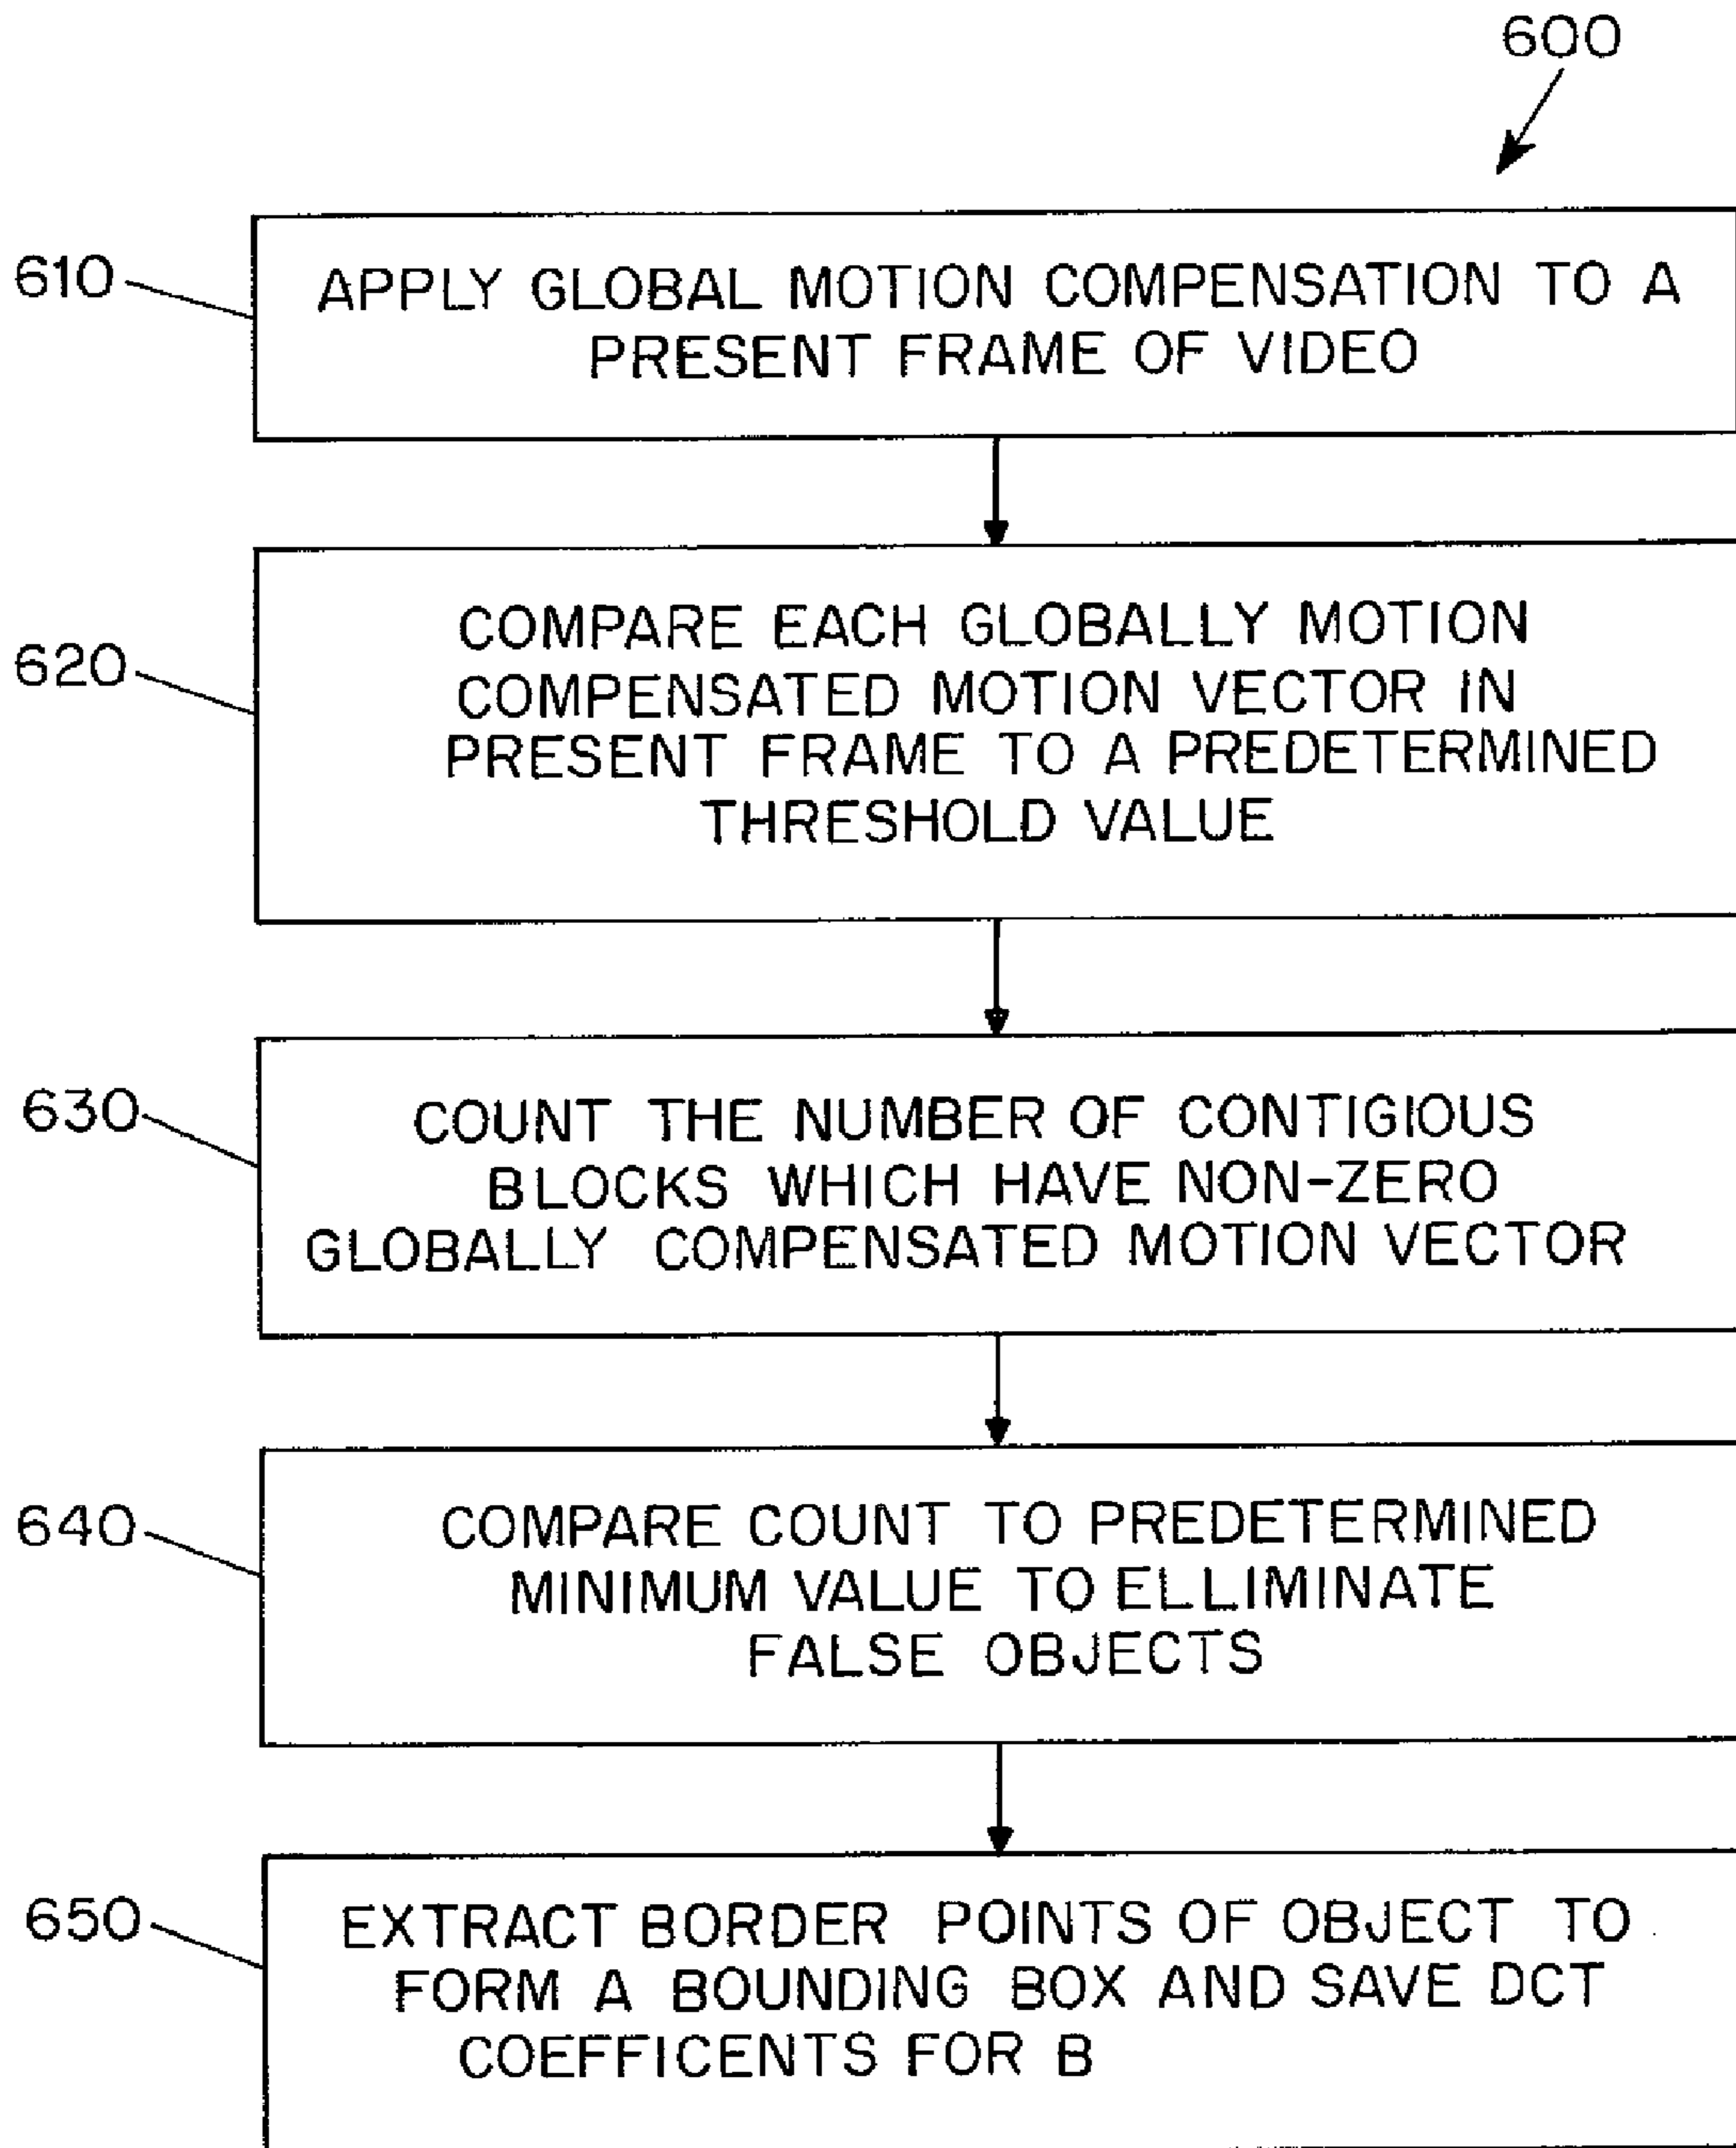 600
610
APPLY GLOBAL MOTION COMPENSATION TO A
PRESENT FRAME OF VIDEO
620
COMPARE EACH GLOBALLY MOTION
COMPENSATED MOTION VECTOR IN
PRESENT FRAME TO A PREDETERMINED
THRESHOLD VALUE
630
COUNT THE NUMBER OF CONTIGIOUS
BLOCKS WHICH HAVE NON-ZERO
GLOBALLY COMPENSATED MOTION VECTOR
640
COMPARE COUNT TO PREDETERMINED
MINIMUM VALUE TO ELLIMINATE
FALSE OBJECTS
650
EXTRACT BORDER POINTS OF OBJECT TO
FORM A BOUNDING BOX AND SAVE DCT
COEFFICENTS FOR B